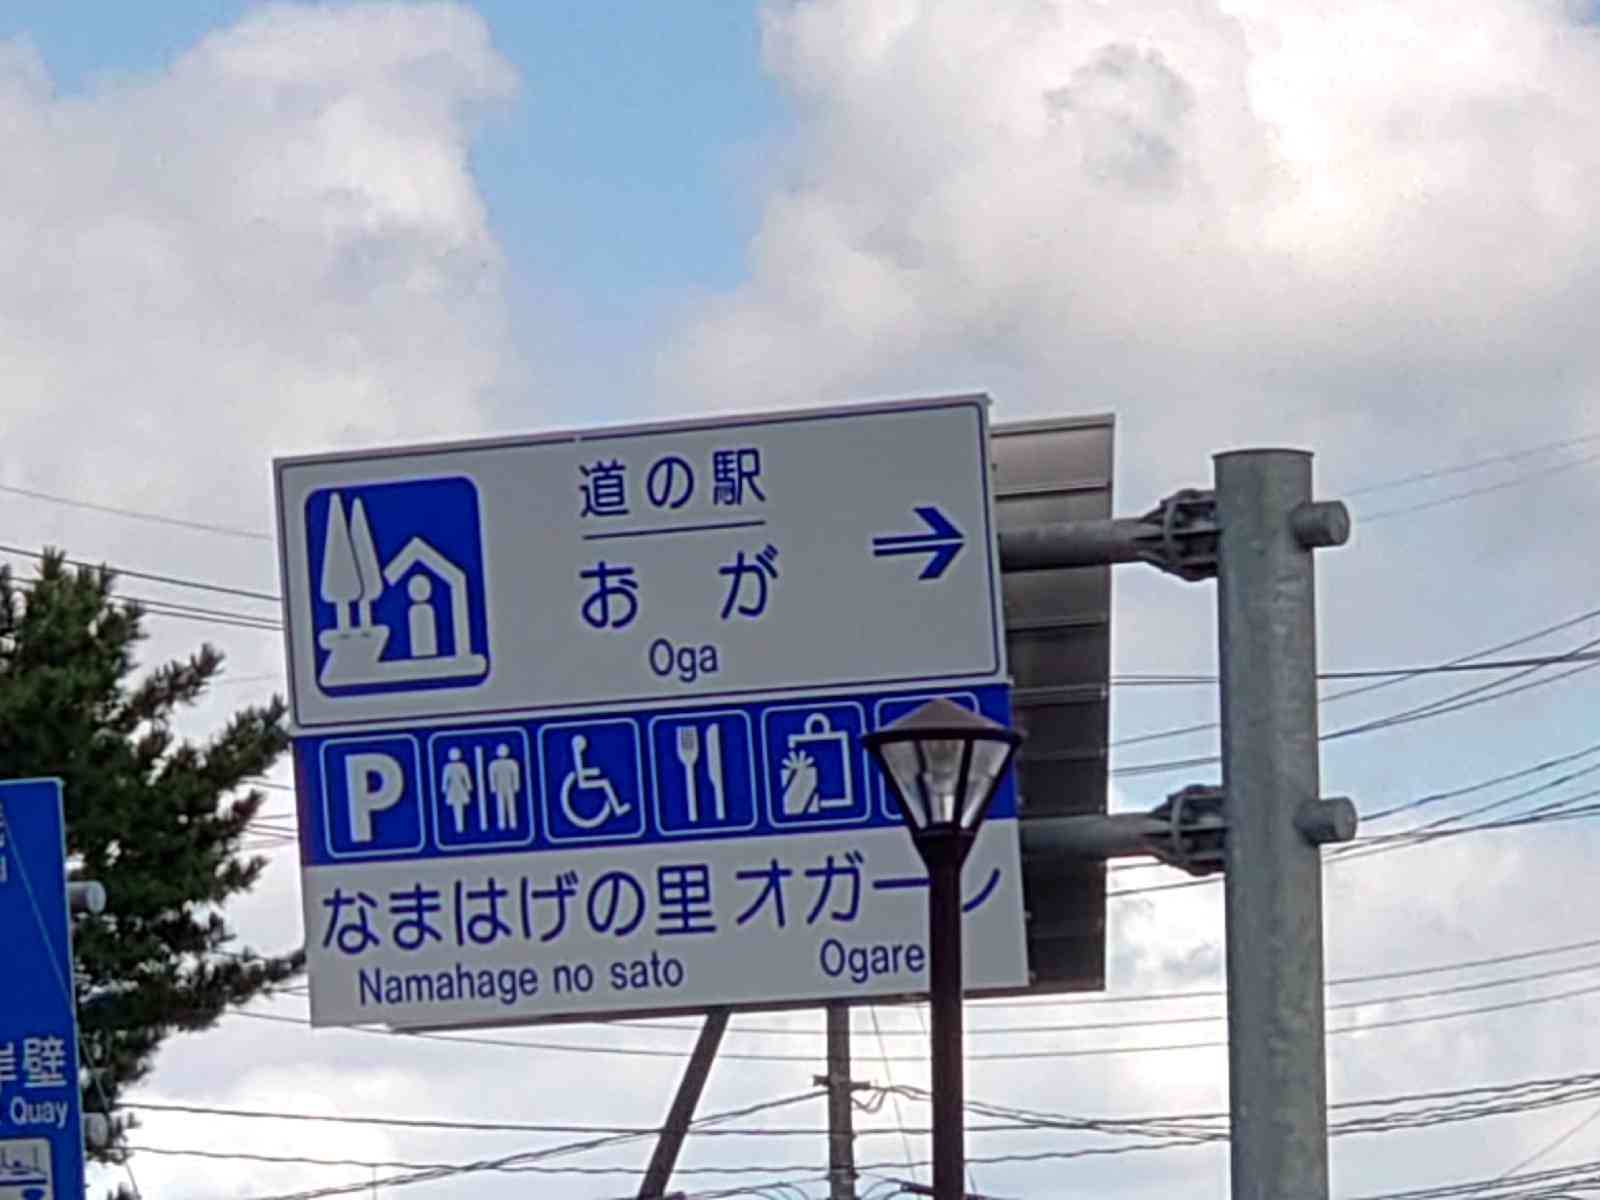 道の駅
おが
Oga
P
なまはげの里 オガーレ
Namahage no sato Ogare
岸壁
Quay